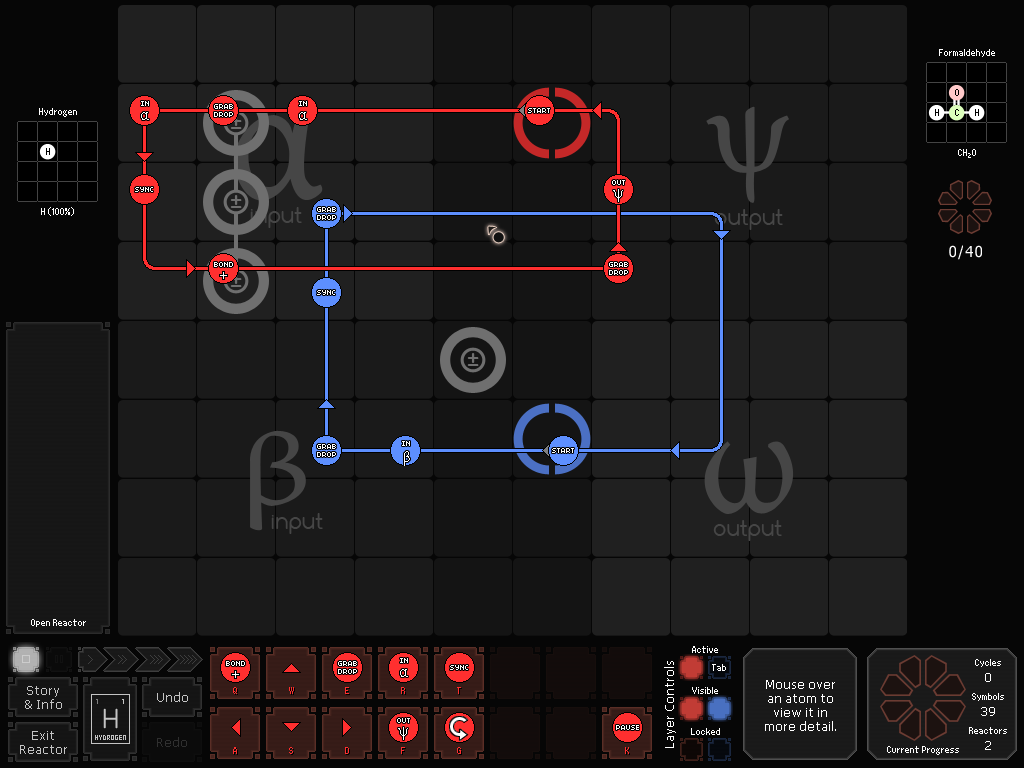 Formaldehyde
O
H C H
CH₂O
0/40
Hydrogen
H
H (100%)
IN
α
GRAB
DROP
IN
α
START
SYNC
OUT
ψ
GRAB
DROP
BOND
+
GRAB
DROP
SYNC
GRAB
DROP
IN
β
START
α
input
ψ
output
β
input
ω
output
Open Reactor
Story
& Info
Exit
Reactor
1 1
H
HYDROGEN
Undo
Redo
BOND
+
Q
W
GRAB
DROP
E
IN
α
R
SYNC
T
A
S
D
OUT
ψ
F
G
PAUSE
K
Layer Controls
Active
Tab
Visible
Locked
Mouse over
an atom to
view it in
more detail.
Cycles
0
Symbols
39
Reactors
2
Current Progress